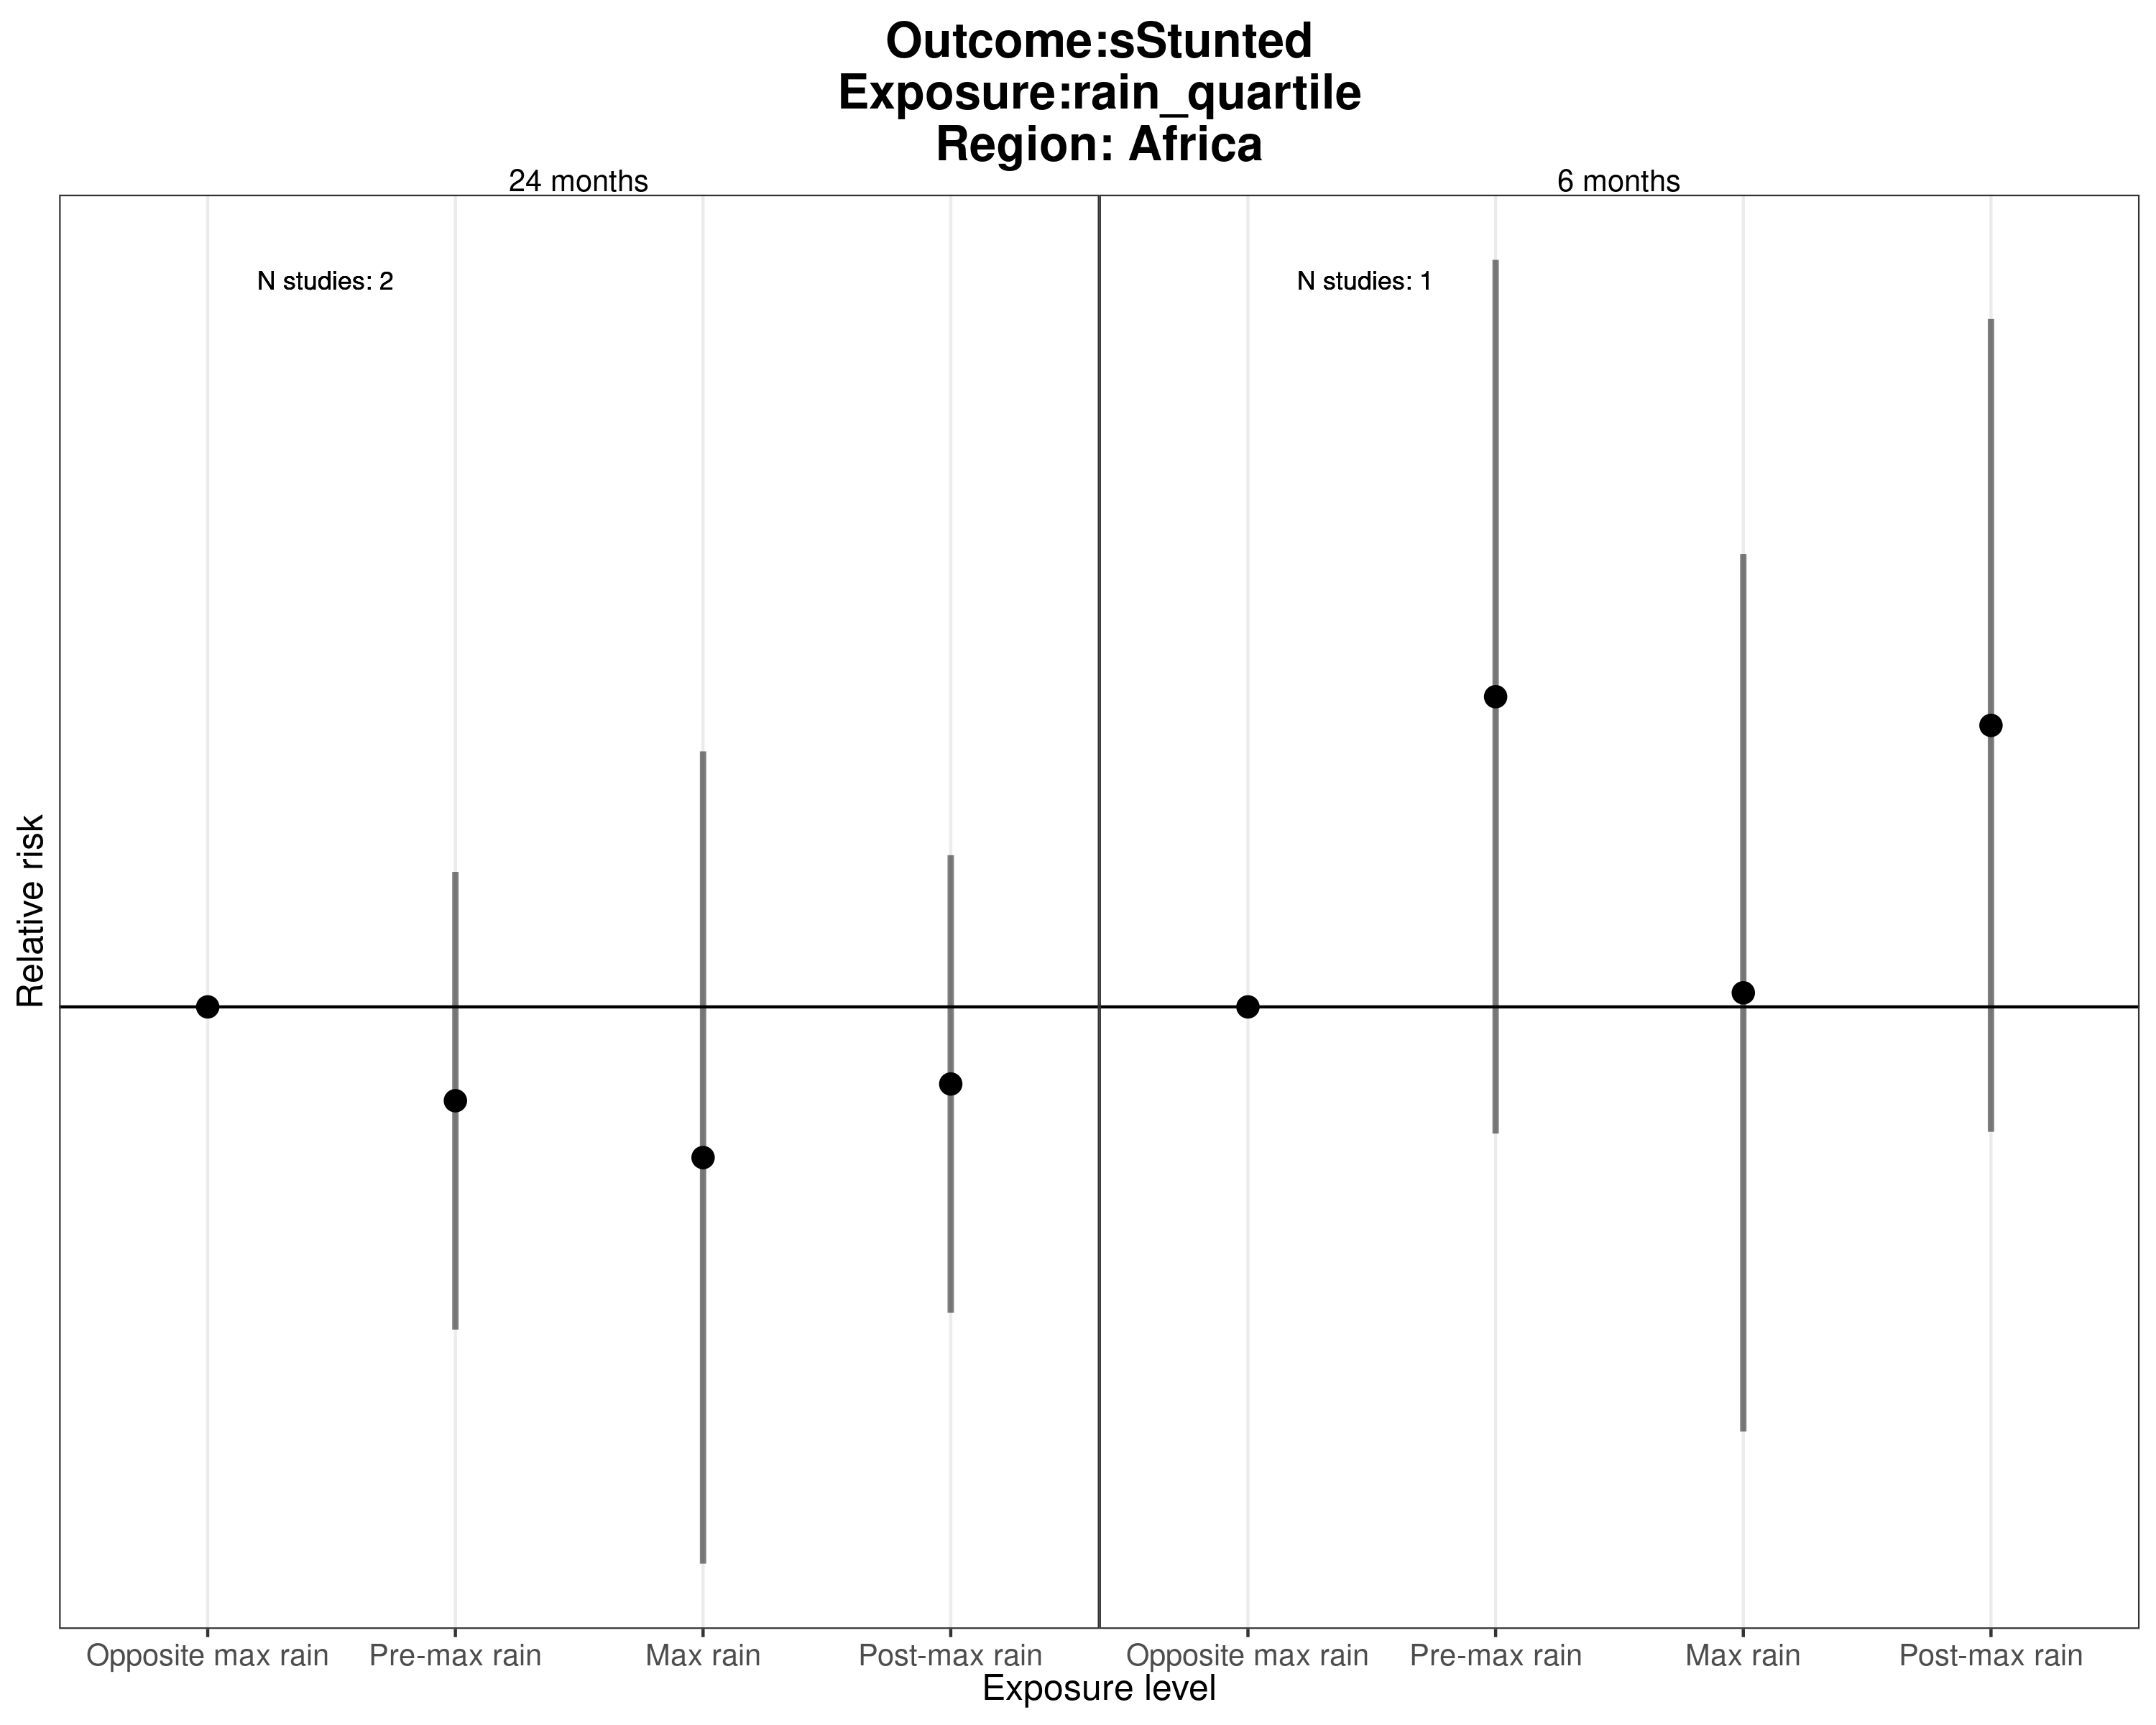 Outcome:sStunted
Exposure:rain_quartile
Region: Africa
24 months
6 months
N studies: 2
N studies: 1
Relative risk
Opposite max rain
Pre-max rain
Max rain
Post-max rain
Opposite max rain
Pre-max rain
Max rain
Post-max rain
Exposure level